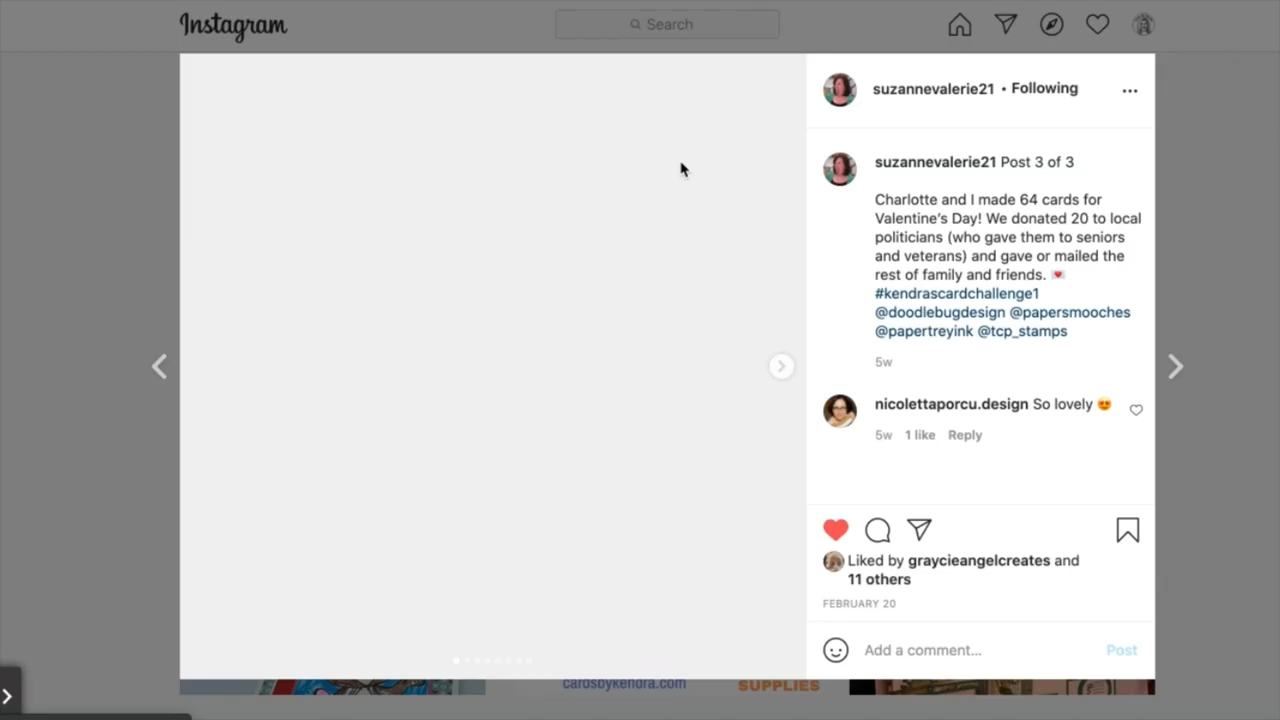 Instagram
Search
suzannevalerie21 • Following
suzannevalerie21 Post 3 of 3
Charlotte and I made 64 cards for
Valentine's Day! We donated 20 to local
politicians (who gave them to seniors
and veterans) and gave or mailed the
rest of family and friends. 💌
#kendrascardchallenge1
@doodlebugdesign @papersmooches
@papertreyink @tcp_stamps
5w
nicolettaporcu.design So lovely 😍
5w 1 like Reply
Liked by graycieangelcreates and
11 others
FEBRUARY 20
Add a comment... Post
cardsbykendra.com
SUPPLIES